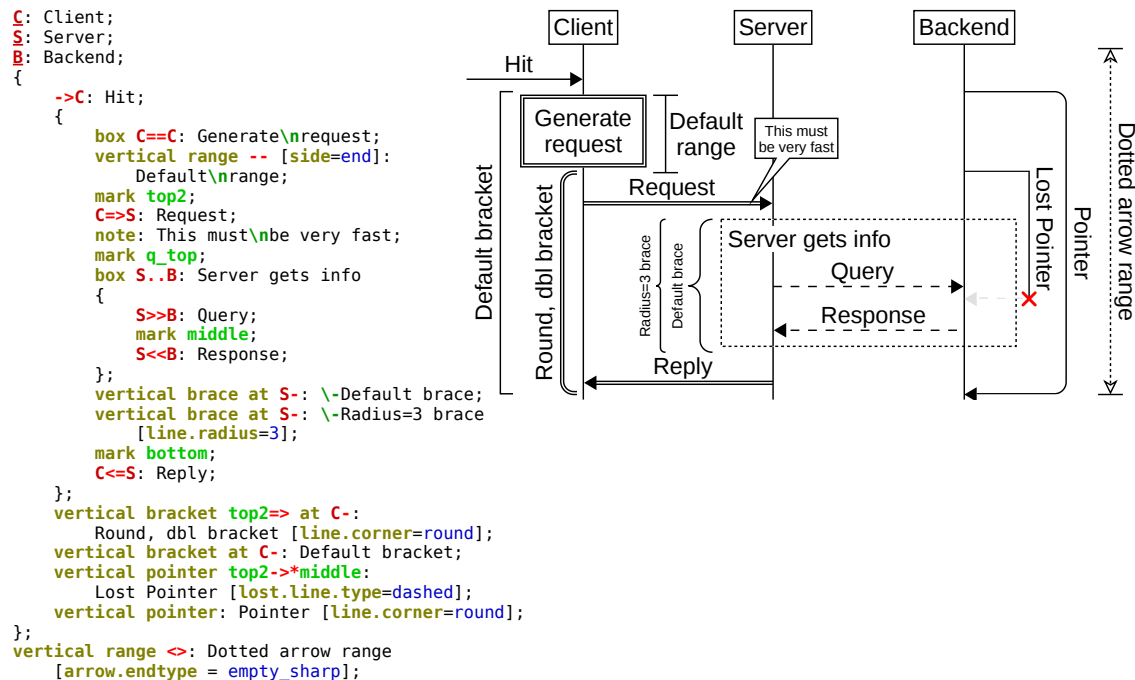 C: Client;
S: Server;
B: Backend;
{
->C: Hit;
{
box C==C: Generate\nrequest;
vertical range -- [side=end]:
Default\nrange;
mark top2;
C=>S: Request;
note: This must\nbe very fast;
mark q_top;
box S..B: Server gets info
{
S>>B: Query;
mark middle;
S<<B: Response;
};
vertical brace at S-: \-Default brace;
vertical brace at S-: \-Radius=3 brace
[line.radius=3];
mark bottom;
C<=S: Reply;
};
vertical bracket top2=> at C-:
Round, dbl bracket [line.corner=round];
vertical bracket at C-: Default bracket;
vertical pointer top2->*middle:
Lost Pointer [lost.line.type=dashed];
vertical pointer: Pointer [line.corner=round];
};
vertical range <>: Dotted arrow range
[arrow.endtype = empty_sharp];
Client
Server
Backend
Hit
Generate
request
Default
range
This must
be very fast
Request
Default bracket
Round, dbl bracket
Radius=3 brace
Default brace
Server gets info
Query
Response
Reply
Lost Pointer
Pointer
Dotted arrow range